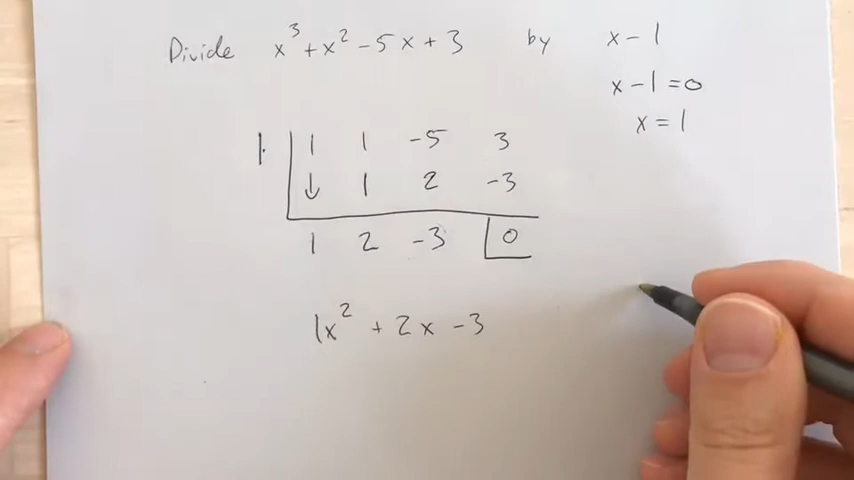 Divide x³ + x² - 5x + 3 by x - 1
x - 1 = 0
x = 1
1 | 1 1 -5 3
↓ 1 2 -3
1 2 -3 0
1x² + 2x - 3